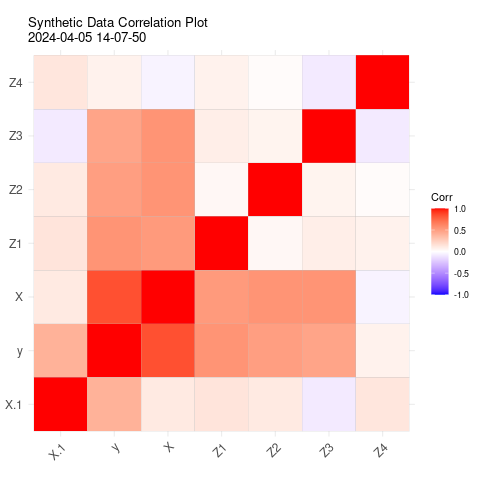 Synthetic Data Correlation Plot
2024-04-05 14-07-50
Z4
Z3
Z2
Z1
X
y
X.1
X.1
y
X
Z1
Z2
Z3
Z4
Corr
1.0
0.5
0.0
-0.5
-1.0